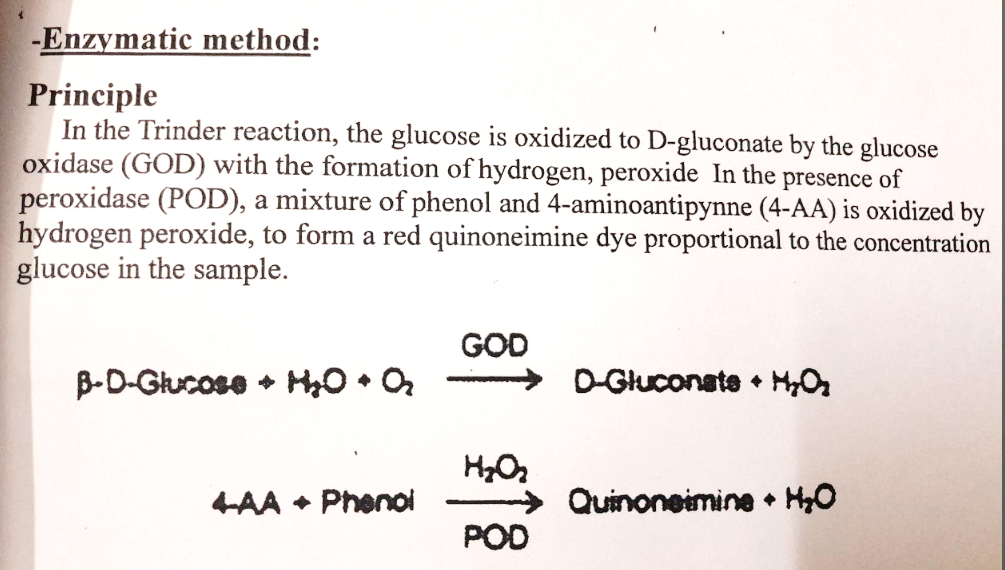 -Enzymatic method:
Principle
In the Trinder reaction, the glucose is oxidized to D-gluconate by the glucose
oxidase (GOD) with the formation of hydrogen, peroxide In the presence of
peroxidase (POD), a mixture of phenol and 4-aminoantipynne (4-AA) is oxidized by
hydrogen peroxide, to form a red quinoneimine dye proportional to the concentration
glucose in the sample.
GOD
β-D-Glucose + H₂O + O₂ → D-Gluconate + H₂O₂
H₂O₂
4-AA + Phenol → Quinoneimine + H₂O
POD